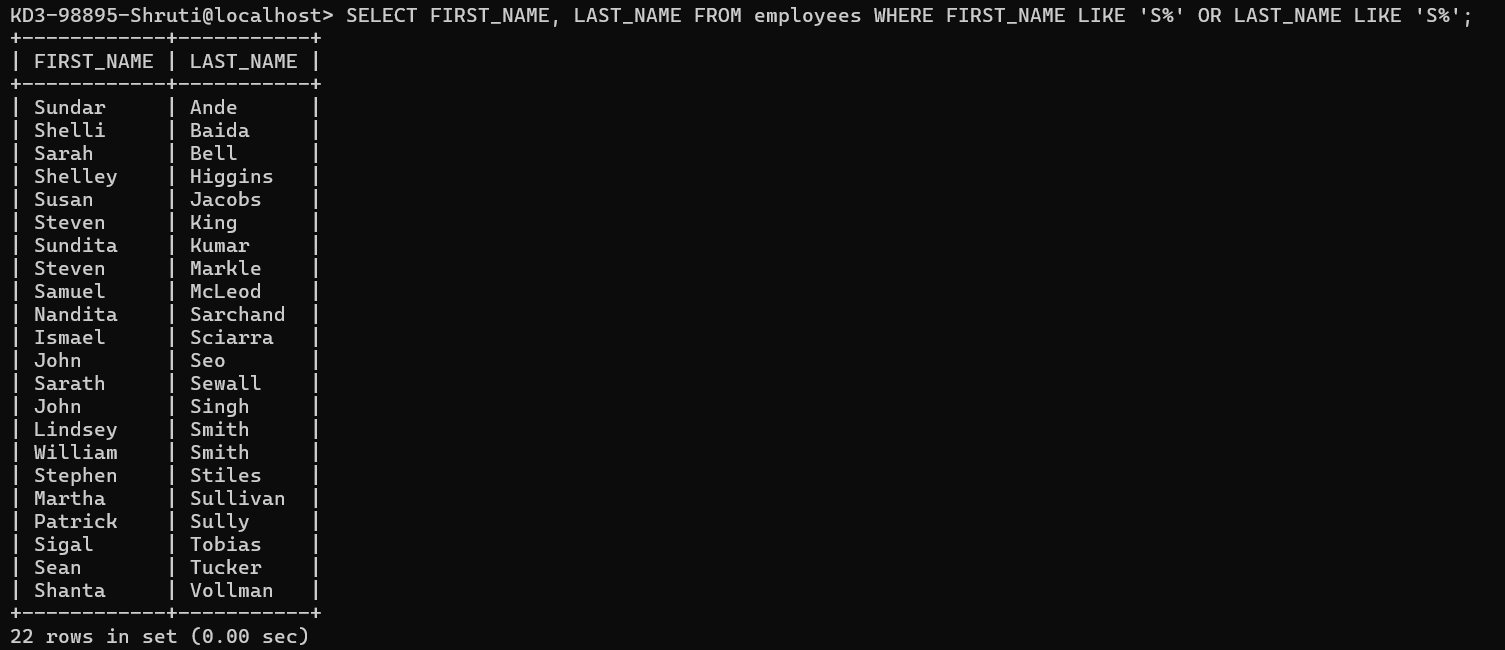 KD3-98895-Shruti@localhost> SELECT FIRST_NAME, LAST_NAME FROM employees WHERE FIRST_NAME LIKE 'S%' OR LAST_NAME LIKE 'S%';
+------------+-----------+
| FIRST_NAME | LAST_NAME |
+------------+-----------+
| Sundar     | Ande      |
| Shelli     | Baida     |
| Sarah      | Bell      |
| Shelley    | Higgins   |
| Susan      | Jacobs    |
| Steven     | King      |
| Sundita    | Kumar     |
| Steven     | Markle    |
| Samuel     | McLeod    |
| Nandita    | Sarchand  |
| Ismael     | Sciarra   |
| John       | Seo       |
| Sarath     | Sewall    |
| John       | Singh     |
| Lindsey    | Smith     |
| William    | Smith     |
| Stephen    | Stiles    |
| Martha     | Sullivan  |
| Patrick    | Sully     |
| Sigal      | Tobias    |
| Sean       | Tucker    |
| Shanta     | Vollman   |
+------------+-----------+
22 rows in set (0.00 sec)